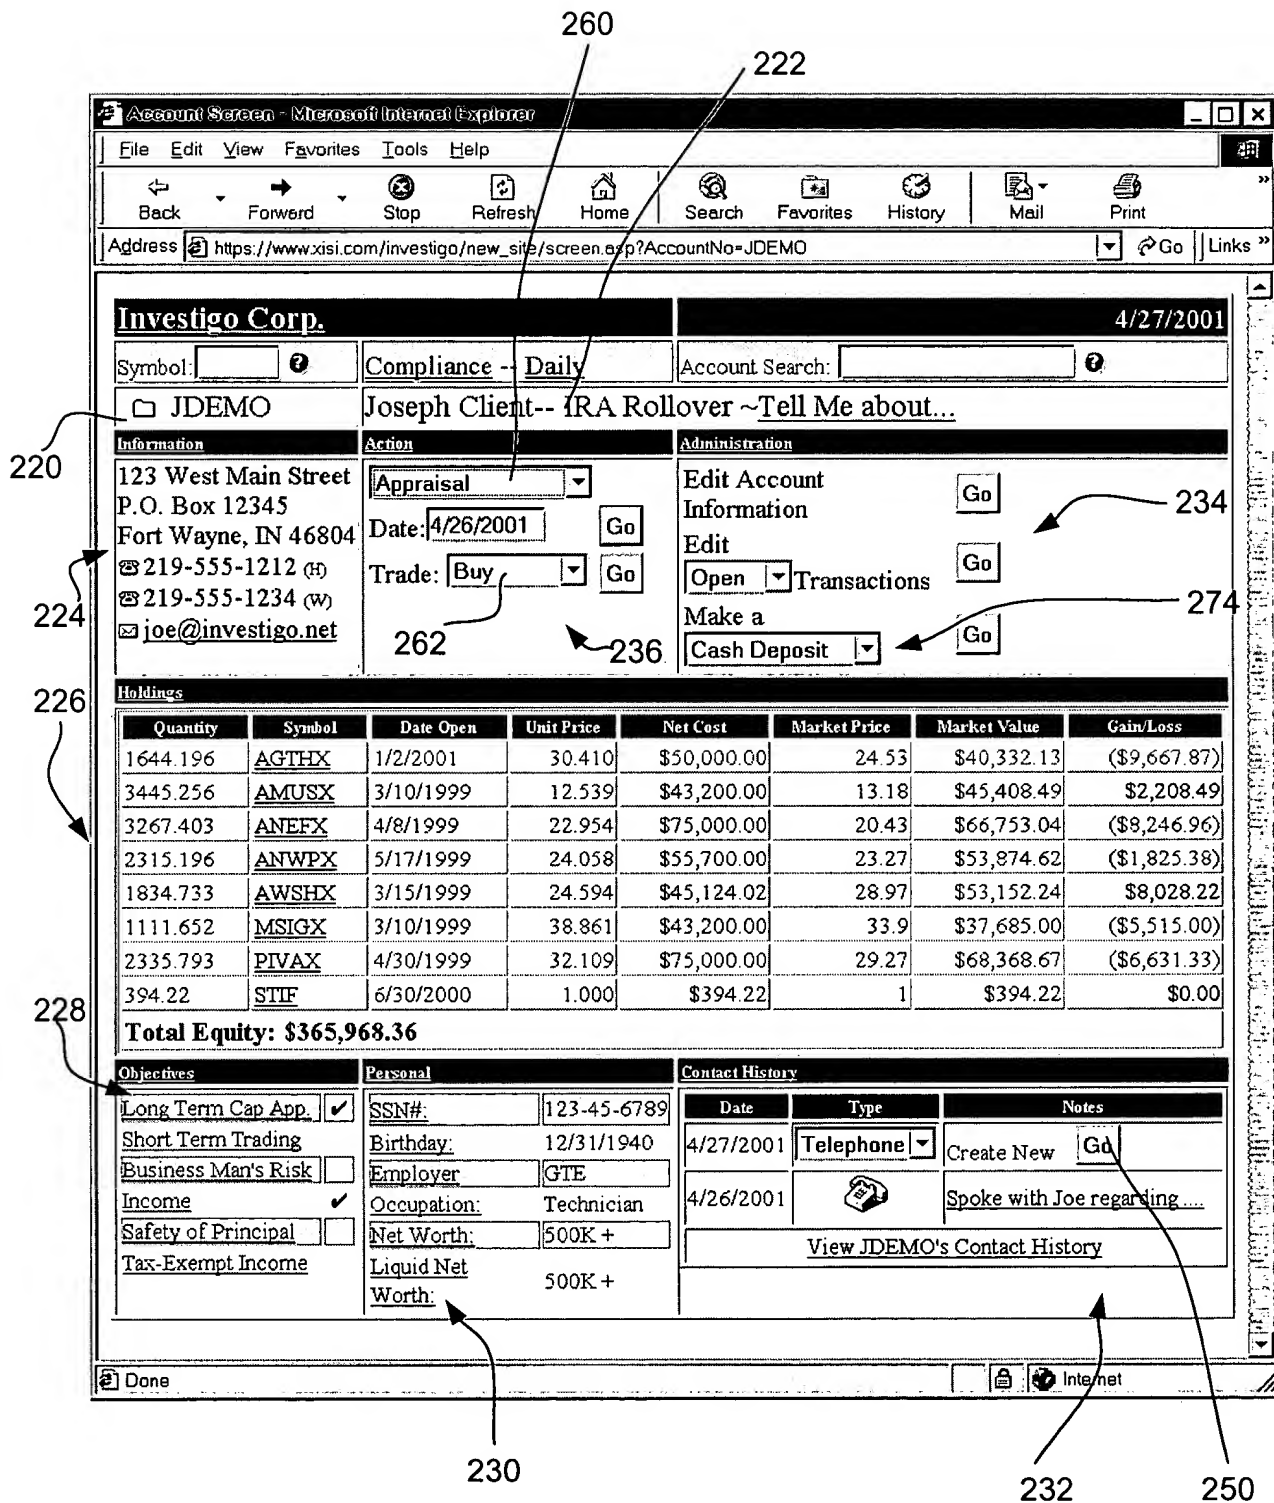 260
222
Account Screen - Microsoft Internet Explorer
File Edit View Favorites Tools Help
Back Forward Stop Refresh Home Search Favorites History Mail Print »
Address https://www.xisi.com/investigo/new_site/screen.asp?AccountNo=JDEMO Go Links »
Investigo Corp. 4/27/2001
Symbol: ? Compliance -- Daily Account Search: ?
JDEMO Joseph Client-- IRA Rollover ~Tell Me about...
220
Information Action Administration
123 West Main Street
P.O. Box 12345
Fort Wayne, IN 46804
219-555-1212 (H)
219-555-1234 (W)
joe@investigo.net
224
Appraisal
Date: 4/26/2001 Go
Trade: Buy Go
262
236
Edit Account
Information Go
234
Edit
Open Transactions Go
Make a
Cash Deposit Go
274
226
Holdings
Quantity Symbol Date Open Unit Price Net Cost Market Price Market Value Gain/Loss
1644.196 AGTHX 1/2/2001 30.410 $50,000.00 24.53 $40,332.13 ($9,667.87)
3445.256 AMUSX 3/10/1999 12.539 $43,200.00 13.18 $45,408.49 $2,208.49
3267.403 ANEFX 4/8/1999 22.954 $75,000.00 20.43 $66,753.04 ($8,246.96)
2315.196 ANWPX 5/17/1999 24.058 $55,700.00 23.27 $53,874.62 ($1,825.38)
1834.733 AWSHX 3/15/1999 24.594 $45,124.02 28.97 $53,152.24 $8,028.22
1111.652 MSIGX 3/10/1999 38.861 $43,200.00 33.9 $37,685.00 ($5,515.00)
2335.793 PIVAX 4/30/1999 32.109 $75,000.00 29.27 $68,368.67 ($6,631.33)
394.22 STIF 6/30/2000 1.000 $394.22 1 $394.22 $0.00
Total Equity: $365,968.36
228
Objectives Personal Contact History
Long Term Cap App. ✔
Short Term Trading
Business Man's Risk
Income ✔
Safety of Principal
Tax-Exempt Income
SSN#: 123-45-6789
Birthday: 12/31/1940
Employer GTE
Occupation: Technician
Net Worth: 500K +
Liquid Net
Worth: 500K +
Date Type Notes
4/27/2001 Telephone Create New Go
4/26/2001 Spoke with Joe regarding ....
View JDEMO's Contact History
Done Internet
230
232
250